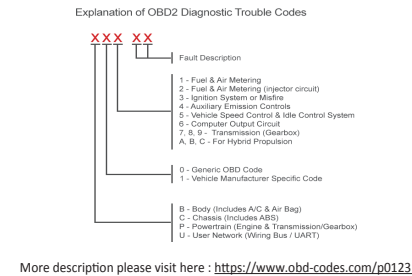 Explanation of OBD2 Diagnostic Trouble Codes
XXX XX
Fault Description
1 - Fuel & Air Metering
2 - Fuel & Air Metering (injector circuit)
3 - Ignition System or Misfire
4 - Auxiliary Emission Controls
5 - Vehicle Speed Control & Idle Control System
6 - Computer Output Circuit
7, 8, 9 - Transmission (Gearbox)
A, B, C - For Hybrid Propulsion
0 - Generic OBD Code
1 - Vehicle Manufacturer Specific Code
B - Body (Includes A/C & Air Bag)
C - Chassis (Includes ABS)
P - Powertrain (Engine & Transmission/Gearbox)
U - User Network (Wiring Bus / UART)
More description please visit here : https://www.obd-codes.com/p0123